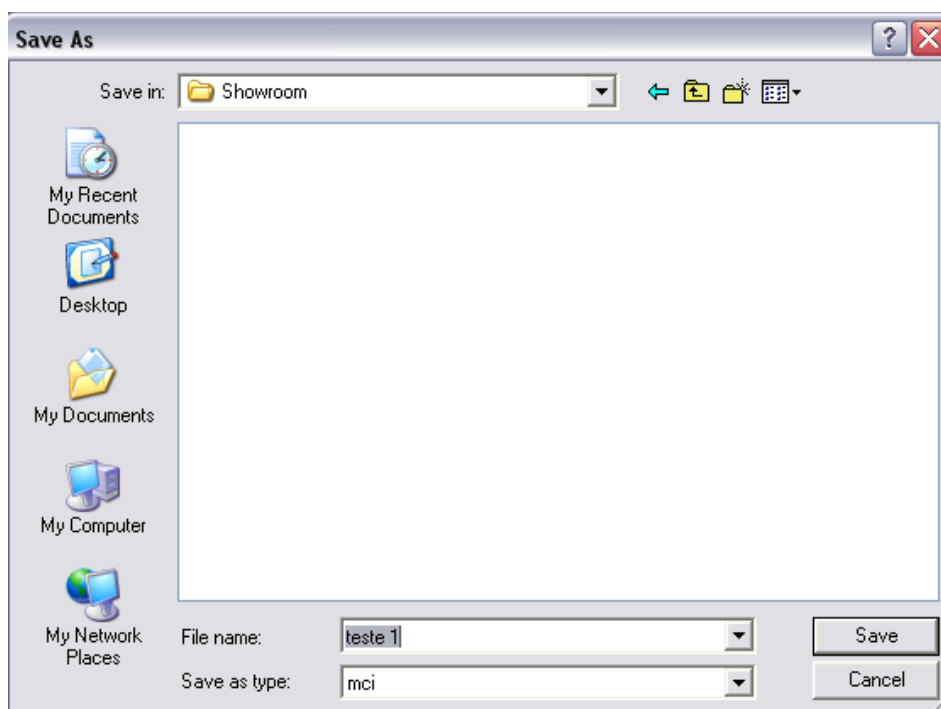 Save As
Save in:
Showroom
My Recent
Documents
Desktop
My Documents
My Computer
My Network
Places
File name:
teste 1
Save
Save as type:
mci
Cancel